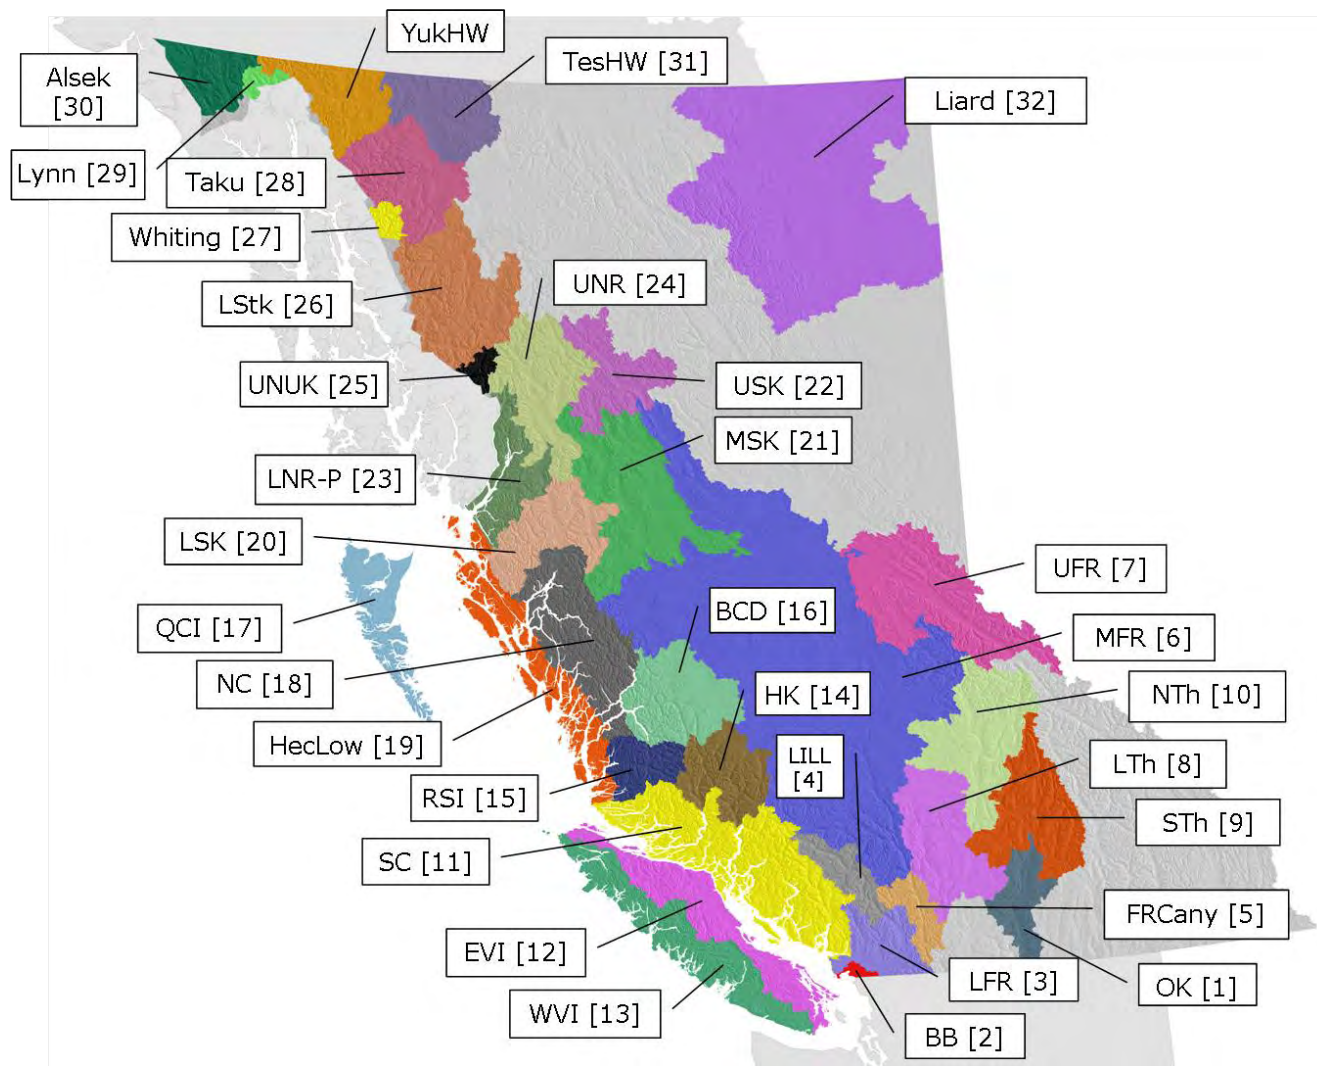 YukHW
Alsek
[30]
TesHW [31]
Liard [32]
Lynn [29]
Taku [28]
Whiting [27]
UNR [24]
LStk [26]
UNUK [25]
USK [22]
MSK [21]
LNR-P [23]
LSK [20]
UFR [7]
BCD [16]
QCI [17]
MFR [6]
NC [18]
HK [14]
NTh [10]
HecLow [19]
LILL
[4]
LTh [8]
RSI [15]
STh [9]
SC [11]
FRCany [5]
EVI [12]
LFR [3]
OK [1]
WVI [13]
BB [2]